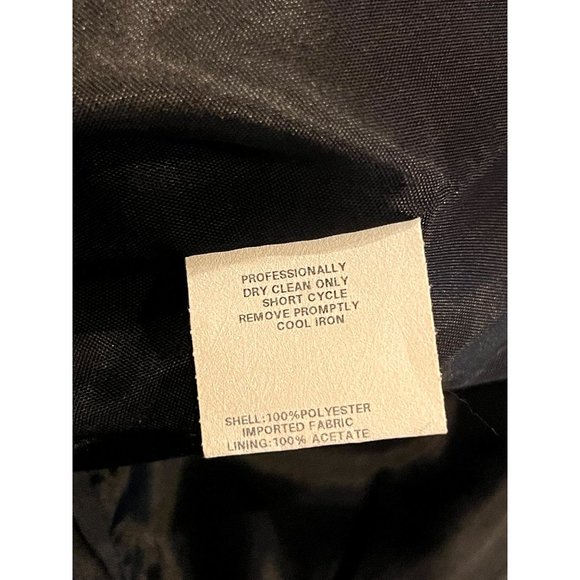 PROFESSIONALLY
DRY CLEAN ONLY
SHORT CYCLE
REMOVE PROMPTLY
COOL IRON
SHELL:100%POLYESTER
IMPORTED FABRIC
LINING:100% ACETATE